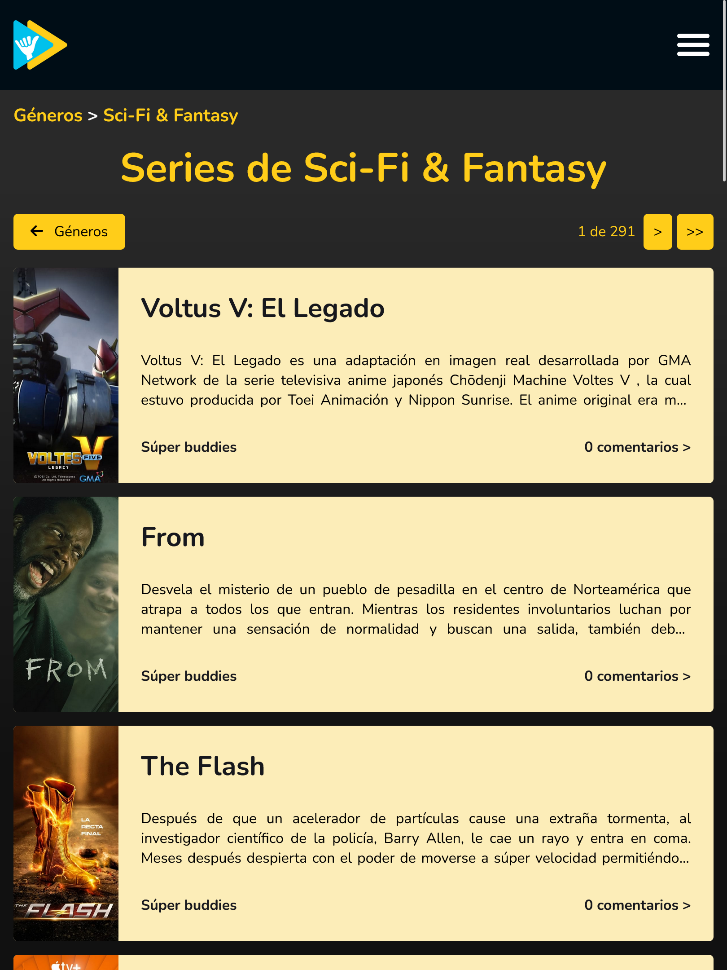 Géneros > Sci-Fi & Fantasy
Series de Sci-Fi & Fantasy
Géneros
1 de 291
>
>>
VOLTES V
FIVE
LEGACY
GMA
Voltus V: El Legado
Voltus V: El Legado es una adaptación en imagen real desarrollada por GMA
Network de la serie televisiva anime japonés Chōdenji Machine Voltes V , la cual
estuvo producida por Toei Animación y Nippon Sunrise. El anime original era m...
Súper buddies
0 comentarios >
FROM
From
Desvela el misterio de un pueblo de pesadilla en el centro de Norteamérica que
atrapa a todos los que entran. Mientras los residentes involuntarios luchan por
mantener una sensación de normalidad y buscan una salida, también deb...
Súper buddies
0 comentarios >
LA
RECTA
FINAL
THE FLASH
The Flash
Después de que un acelerador de partículas cause una extraña tormenta, al
investigador científico de la policía, Barry Allen, le cae un rayo y entra en coma.
Meses después despierta con el poder de moverse a súper velocidad permitiéndo...
Súper buddies
0 comentarios >
tv+